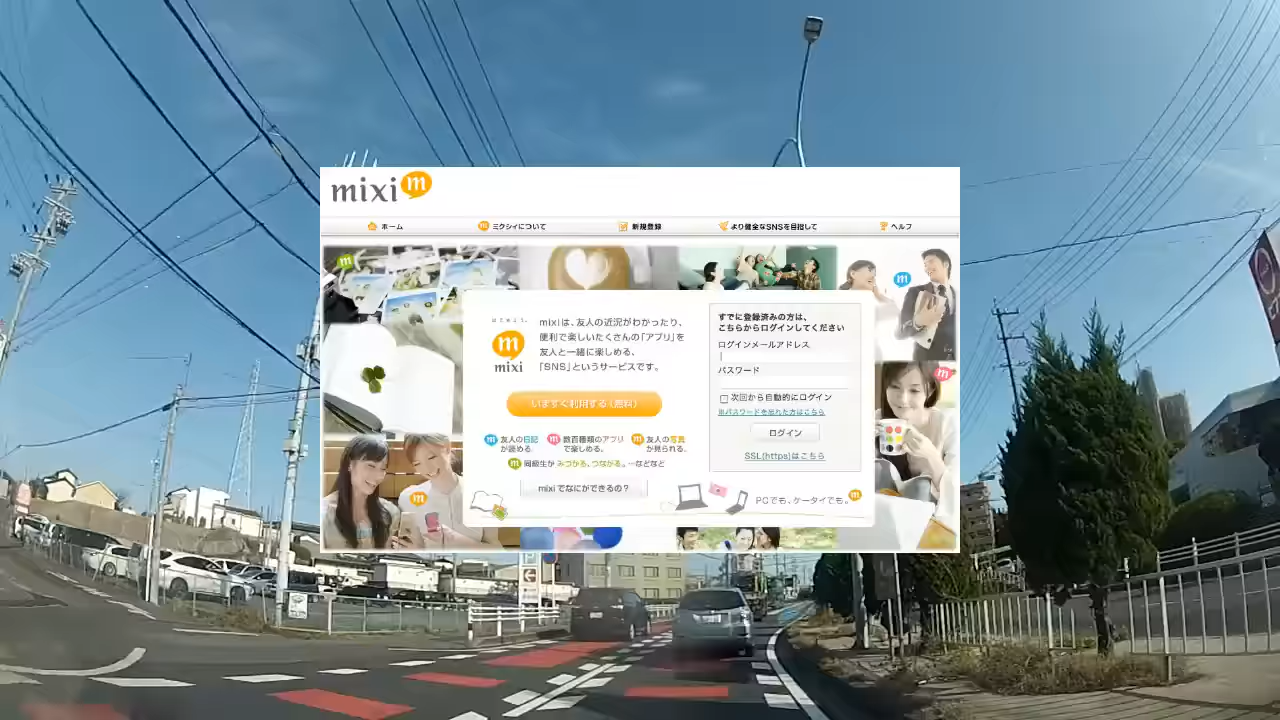 mixi m
ホーム
ミクシィについて
新規登録
より健全なSNSを目指して
ヘルプ
mixiは、友人の近況がわかったり、
便利で楽しいたくさんの「アプリ」を
友人と一緒に楽しめる、
「SNS」というサービスです。
m
mixi
いますぐ利用する(無料)
友人の日記
が読める。
数百種類のアプリ
で楽しめる。
友人の写真
が見られる。
同級生が みつかる、つながる。…などなど
mixi でなにができるの？
すでに登録済みの方は、
こちらからログインしてください
ログインメールアドレス
パスワード
次回から自動的にログイン
※パスワードを忘れた方はこちら
ログイン
SSL(https)はこちら
PCでも、ケータイでも。